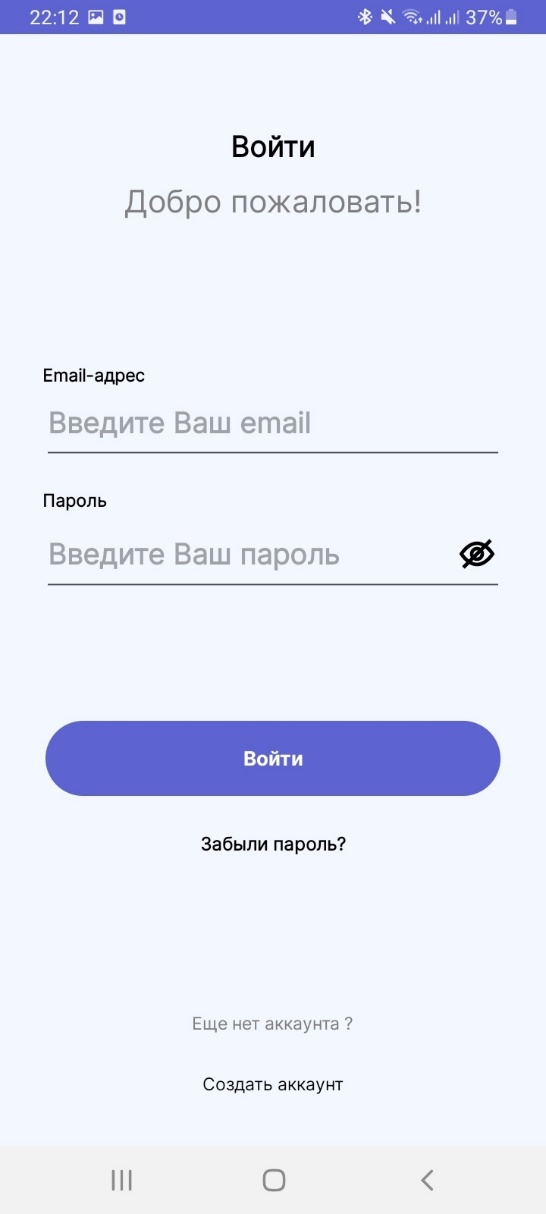 22:12 37%
Войти
Добро пожаловать!
Email-адрес
Введите Ваш email
Пароль
Введите Ваш пароль
Войти
Забыли пароль?
Еще нет аккаунта ?
Создать аккаунт